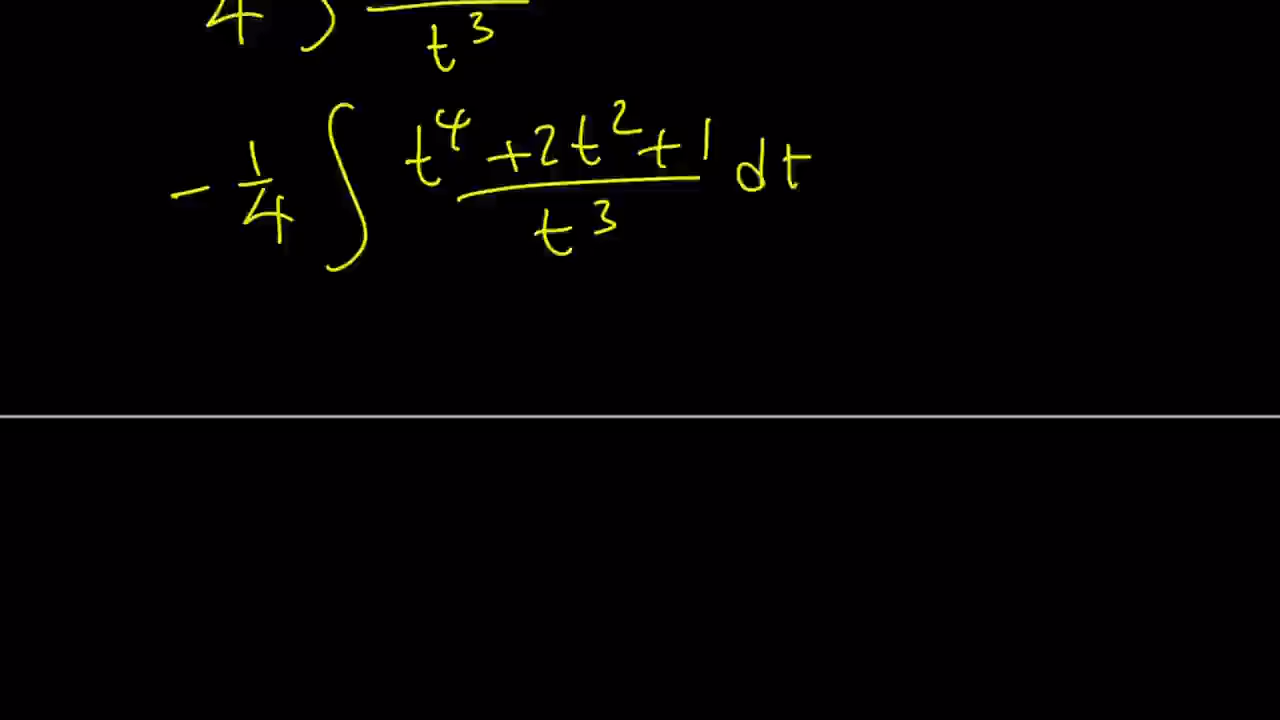 4 ∫ t³
-1/4 ∫ (t⁴ + 2t² + 1)/t³ dt